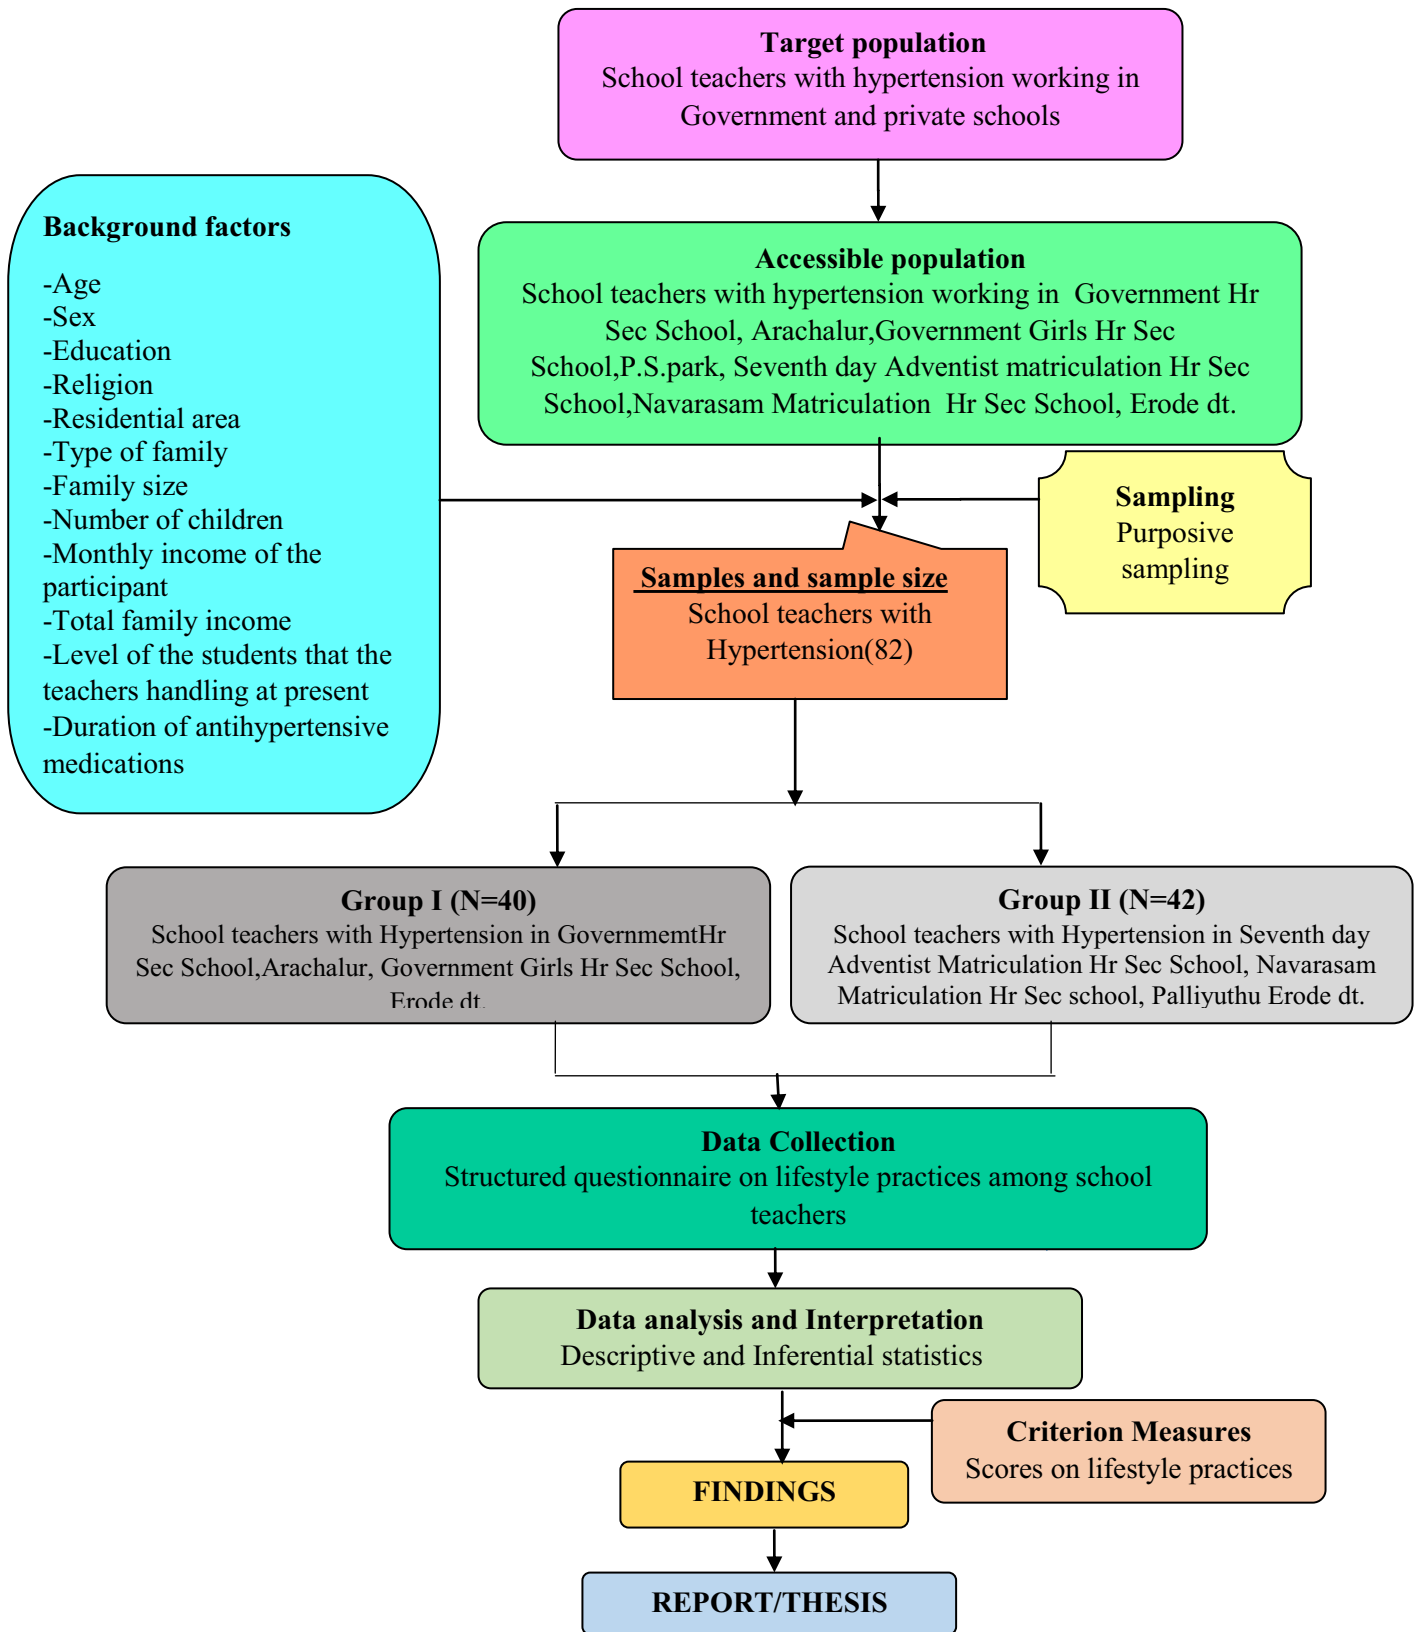 Target population
School teachers with hypertension working in
Government and private schools
Background factors
-Age
-Sex
-Education
-Religion
-Residential area
-Type of family
-Family size
-Number of children
-Monthly income of the
participant
-Total family income
-Level of the students that the
teachers handling at present
-Duration of antihypertensive
medications
Accessible population
School teachers with hypertension working in Government Hr
Sec School, Arachalur,Government Girls Hr Sec
School,P.S.park, Seventh day Adventist matriculation Hr Sec
School,Navarasam Matriculation Hr Sec School, Erode dt.
Sampling
Purposive
sampling
Samples and sample size
School teachers with
Hypertension(82)
Group I (N=40)
School teachers with Hypertension in GovernmemtHr
Sec School,Arachalur, Government Girls Hr Sec School,
Erode dt.
Group II (N=42)
School teachers with Hypertension in Seventh day
Adventist Matriculation Hr Sec School, Navarasam
Matriculation Hr Sec school, Palliyuthu Erode dt.
Data Collection
Structured questionnaire on lifestyle practices among school
teachers
Data analysis and Interpretation
Descriptive and Inferential statistics
Criterion Measures
Scores on lifestyle practices
FINDINGS
REPORT/THESIS